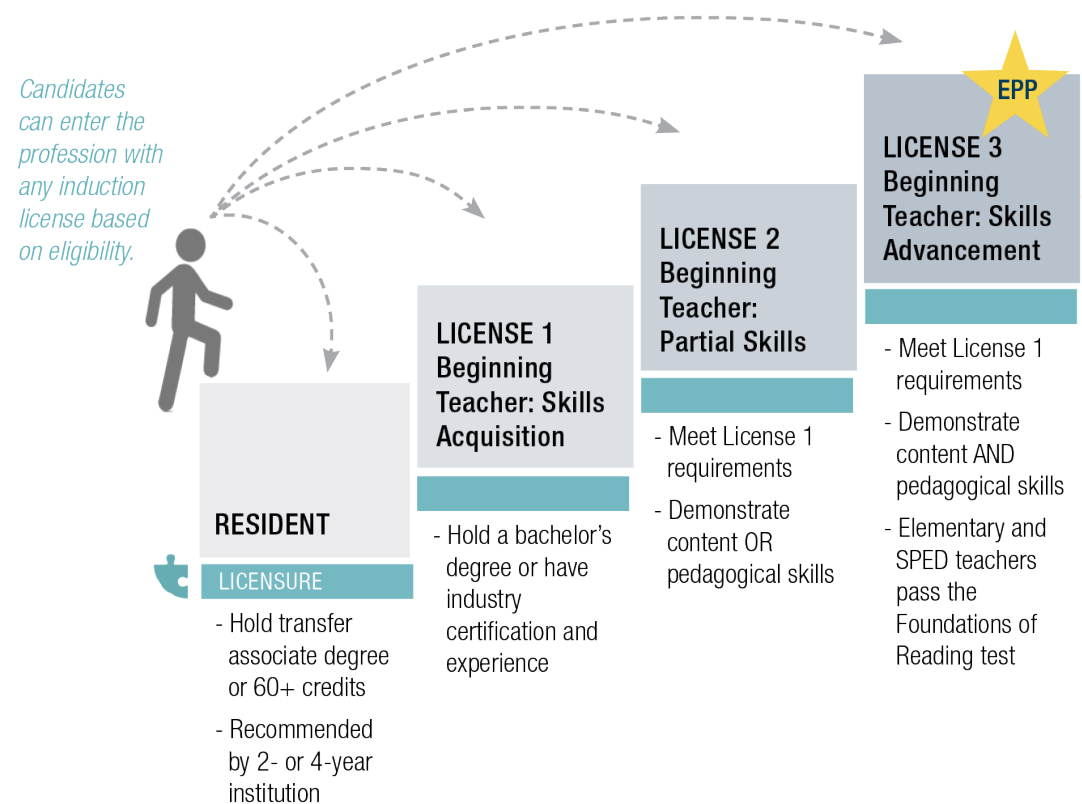 Candidates
can enter the
profession with
any induction
license based
on eligibility.
RESIDENT
LICENSURE
- Hold transfer
associate degree
or 60+ credits
- Recommended
by 2- or 4-year
institution
LICENSE 1
Beginning
Teacher: Skills
Acquisition
- Hold a bachelor’s
degree or have
industry
certification and
experience
LICENSE 2
Beginning
Teacher:
Partial Skills
- Meet License 1
requirements
- Demonstrate
content OR
pedagogical skills
EPP
LICENSE 3
Beginning
Teacher: Skills
Advancement
- Meet License 1
requirements
- Demonstrate
content AND
pedagogical skills
- Elementary and
SPED teachers
pass the
Foundations of
Reading test